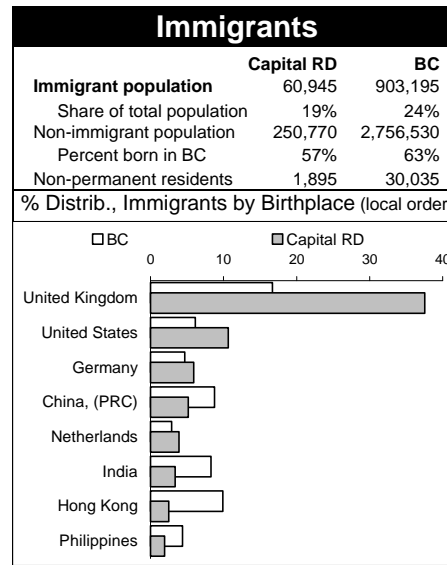 Immigrants
Capital RD BC
Immigrant population 60,945 903,195
Share of total population 19% 24%
Non-immigrant population 250,770 2,756,530
Percent born in BC 57% 63%
Non-permanent residents 1,895 30,035
% Distrib., Immigrants by Birthplace (local order
BC Capital RD
0 10 20 30 40
United Kingdom
United States
Germany
China, (PRC)
Netherlands
India
Hong Kong
Philippines